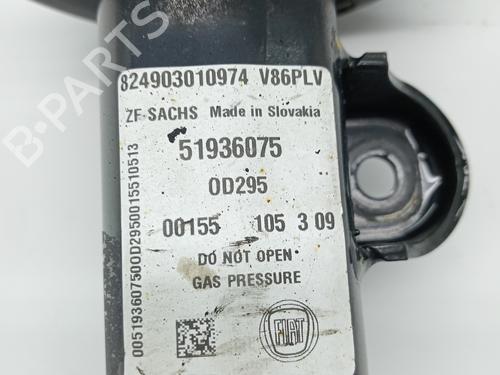 824903010974 V86PLV
ZF SACHS Made in Slovakia
51936075
OD295
00155 105 3 09
DO NOT OPEN
GAS PRESSURE
FIAT
00519360750OD2950015510513
B-PARTS